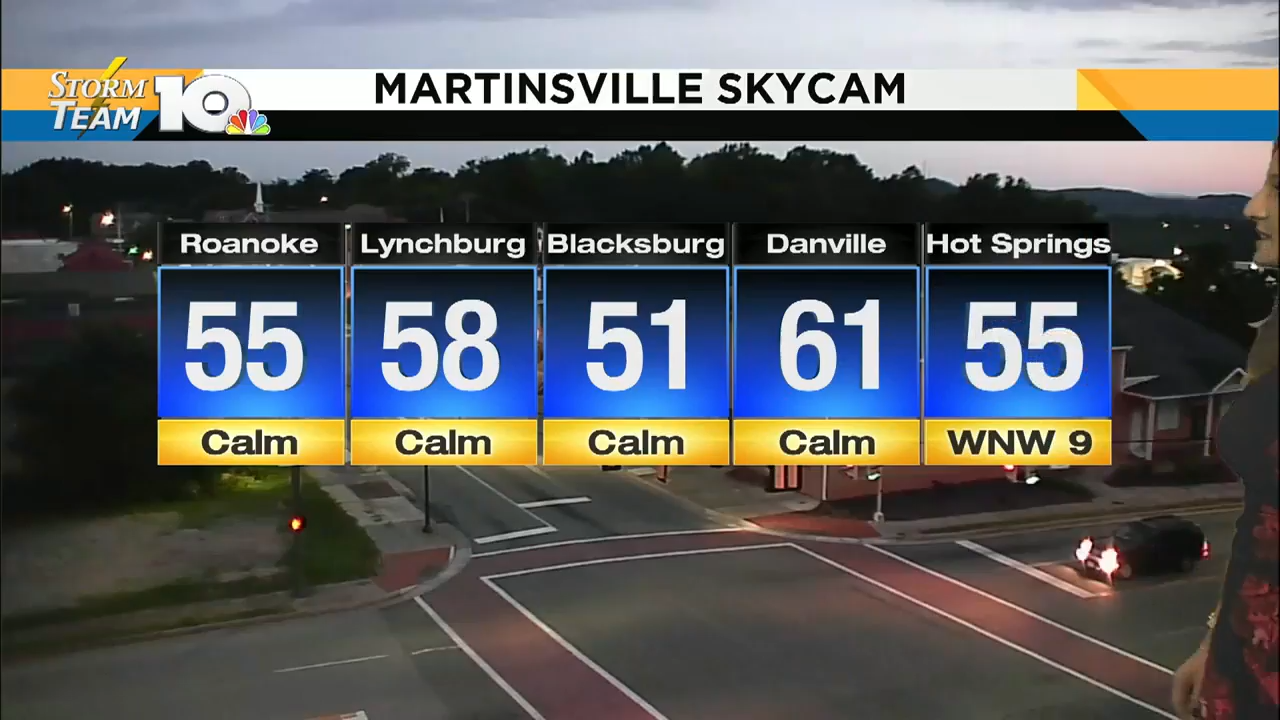 STORM
TEAM 10
MARTINSVILLE SKYCAM
Roanoke Lynchburg Blacksburg Danville Hot Springs
55 58 51 61 55
Calm Calm Calm Calm WNW 9